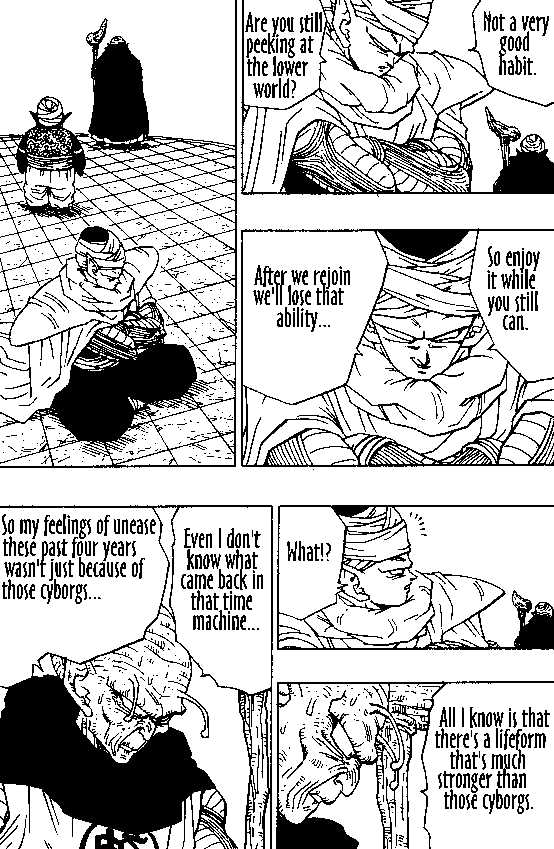 Not a very
good
habit.
Are you still
peeking at
the lower
world?
So enjoy
it while
you still
can.
After we rejoin
we'll lose that
ability...
What!?
Even I don't
know what
came back in
that time
machine...
So my feelings of unease
these past four years
wasn't just because of
those cyborgs...
All I know is that
there's a lifeform
that's much
stronger than
those cyborgs.